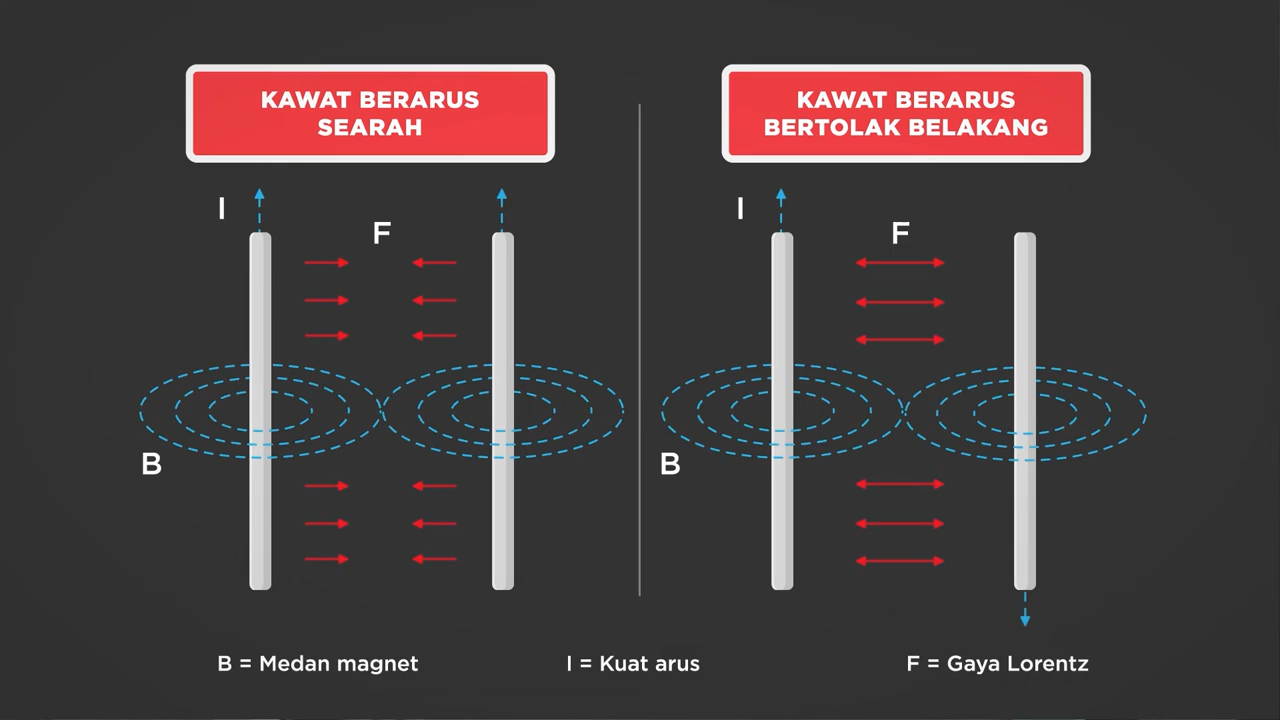 KAWAT BERARUS
SEARAH
KAWAT BERARUS
BERTOLAK BELAKANG
I
F
B
I
F
B
B = Medan magnet
I = Kuat arus
F = Gaya Lorentz